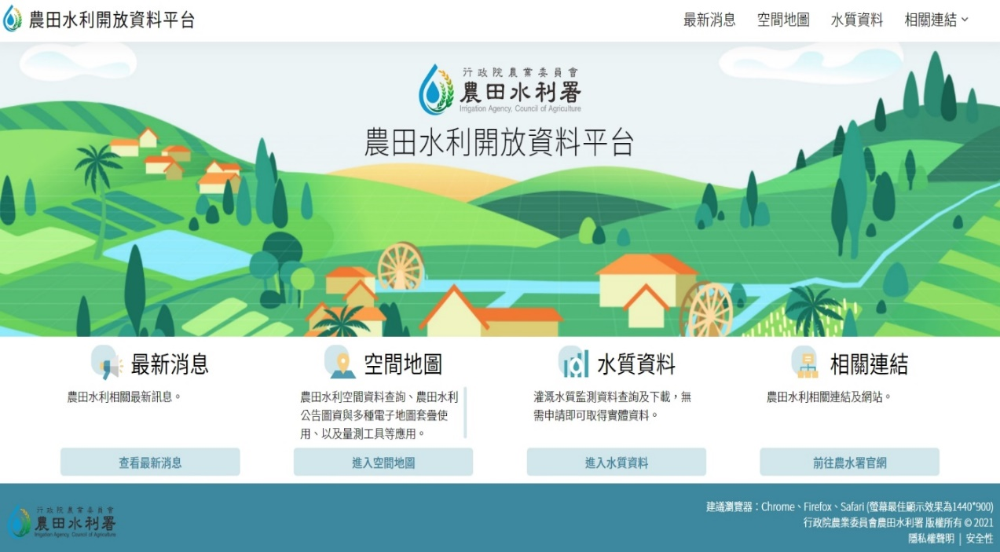 農田水利開放資料平台
最新消息 空間地圖 水質資料 相關連結
行政院農業委員會
農田水利署
Irrigation Agency, Council of Agriculture
農田水利開放資料平台
最新消息
農田水利相關最新訊息。
查看最新消息
空間地圖
農田水利空間資料查詢、農田水利
公告圖資與多種電子地圖套疊使
用、以及量測工具等應用。
進入空間地圖
水質資料
灌溉水質監測資料查詢及下載，無
需申請即可取得實體資料。
進入水質資料
相關連結
農田水利相關連結及網站。
前往農水署官網
行政院農業委員會
農田水利署
Irrigation Agency, Council of Agriculture
建議瀏覽器：Chrome、Firefox、Safari (螢幕最佳顯示效果為1440*900)
行政院農業委員會農田水利署 版權所有 © 2021
隱私權聲明 | 安全性